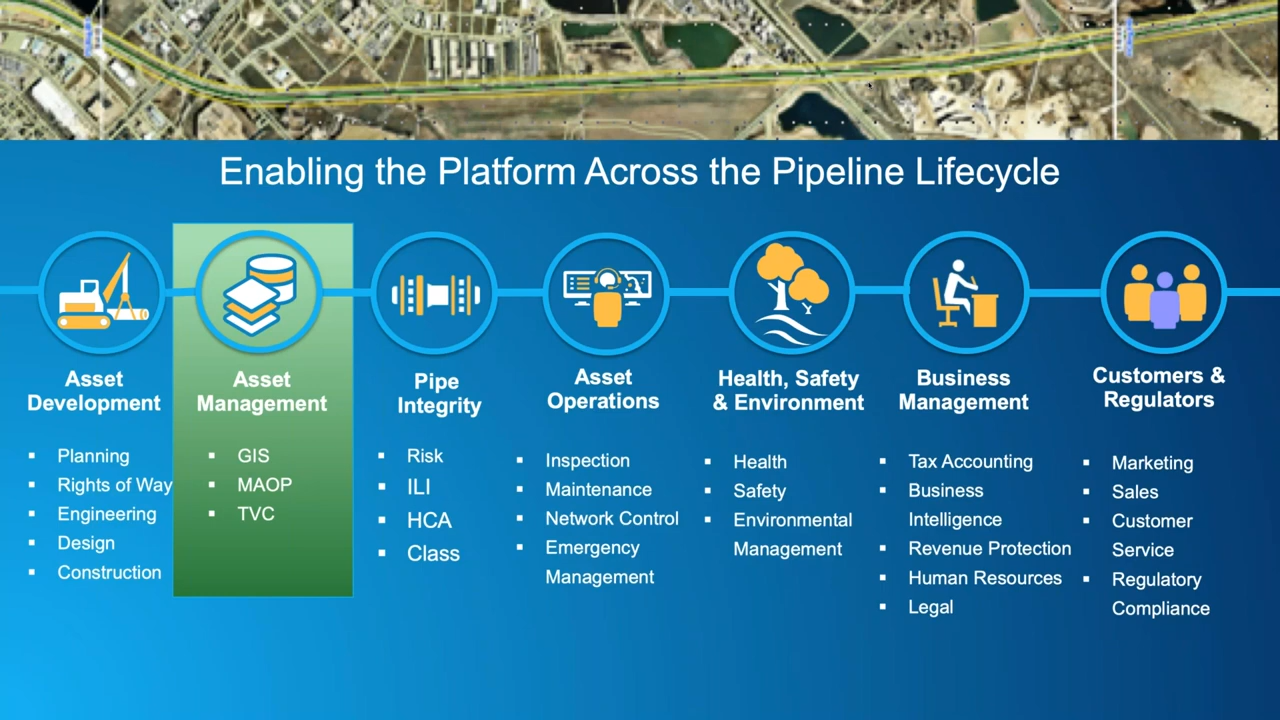 Enabling the Platform Across the Pipeline Lifecycle
Asset
Development
▪ Planning
▪ Rights of Way
▪ Engineering
▪ Design
▪ Construction
Asset
Management
▪ GIS
▪ MAOP
▪ TVC
Pipe
Integrity
▪ Risk
▪ ILI
▪ HCA
▪ Class
Asset
Operations
▪ Inspection
▪ Maintenance
▪ Network Control
▪ Emergency
Management
Health, Safety
& Environment
▪ Health
▪ Safety
▪ Environmental
Management
Business
Management
▪ Tax Accounting
▪ Business
Intelligence
▪ Revenue Protection
▪ Human Resources
▪ Legal
Customers &
Regulators
▪ Marketing
▪ Sales
▪ Customer
Service
▪ Regulatory
Compliance